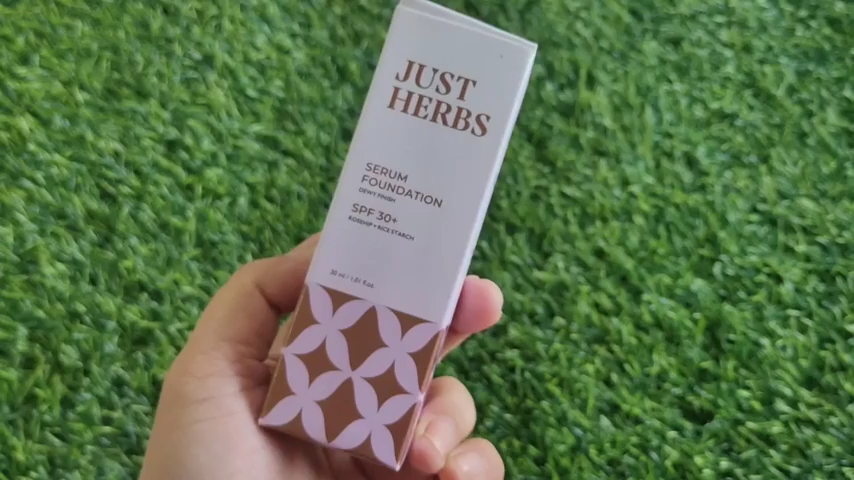 JUST
HERBS
SERUM
FOUNDATION
DEWY FINISH
SPF 30+
ROSEHIP + RICE STARCH
30 ml / 1.01 fl.oz.